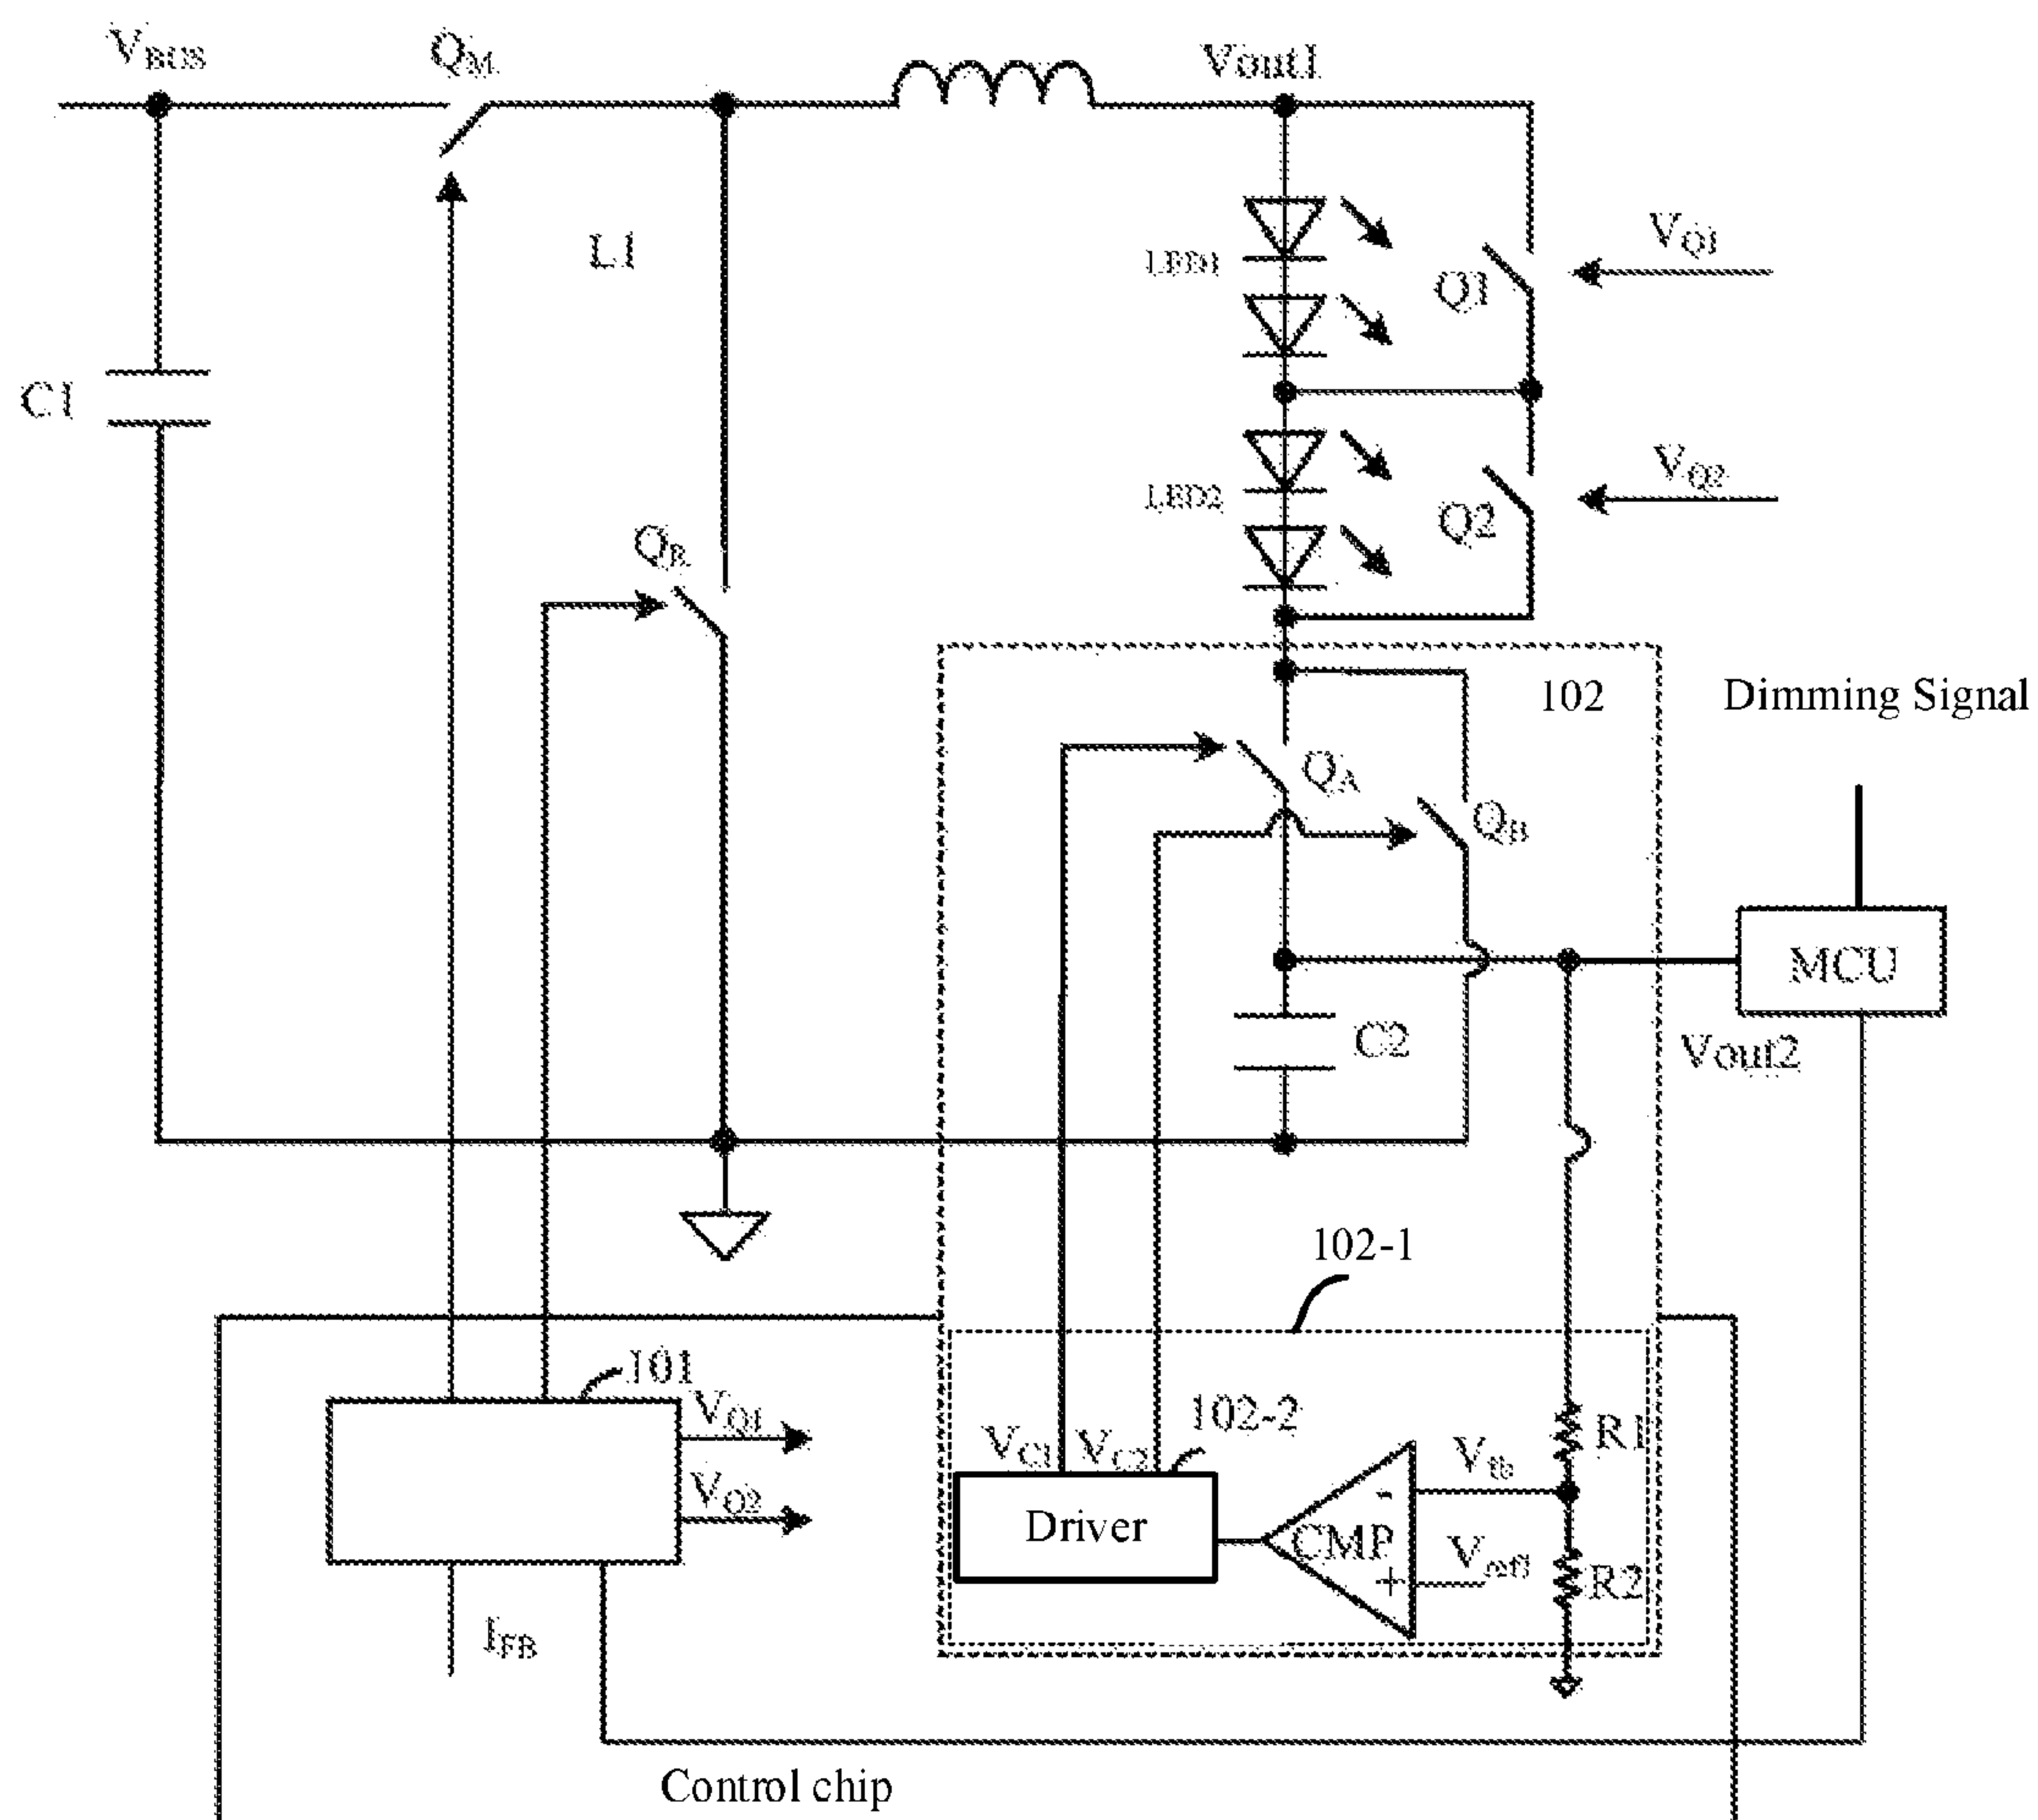 VBUS
QM
Vout1
L1
LED1
Q1
VQ1
C1
LED2
Q2
VQ2
QR
102
Dimming Signal
QA
QB
MCU
C2
Vout2
102-1
101
VQ1
VQ2
VC1
VC2
102-2
R1
Vfb
-
Driver
CMP
+
R2
IFB
Control chip